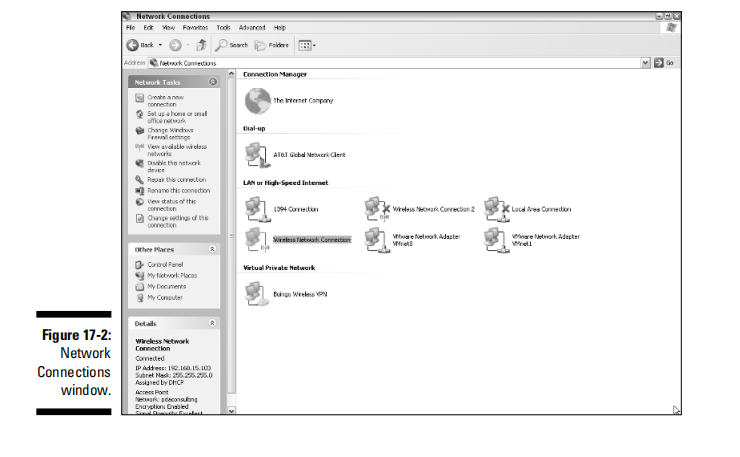 Network Connections
File Edit View Favorites Tools Advanced Help
Back Search Folders
Address Network Connections Go
Network Tasks
Create a new
connection
Set up a home or small
office network
Change Windows
Firewall settings
View available wireless
networks
Disable this network
device
Repair this connection
Rename this connection
View status of this
connection
Change settings of this
connection
Other Places
Control Panel
My Network Places
My Documents
My Computer
Details
Wireless Network
Connection
Connected
IP Address: 192.168.15.103
Subnet Mask: 255.255.255.0
Assigned by DHCP
Access Point
Network: pdaconsulting
Encryption: Enabled
Signal Strength: Excellent
Connection Manager
The Internet Company
Dial-up
AT&T Global Network Client
LAN or High-Speed Internet
1394 Connection
Wireless Network Connection 2
Local Area Connection
Wireless Network Connection
VMware Network Adapter
VMnet8
VMware Network Adapter
VMnet1
Virtual Private Network
Boingo Wireless VPN
Figure 17-2:
Network
Connections
window.